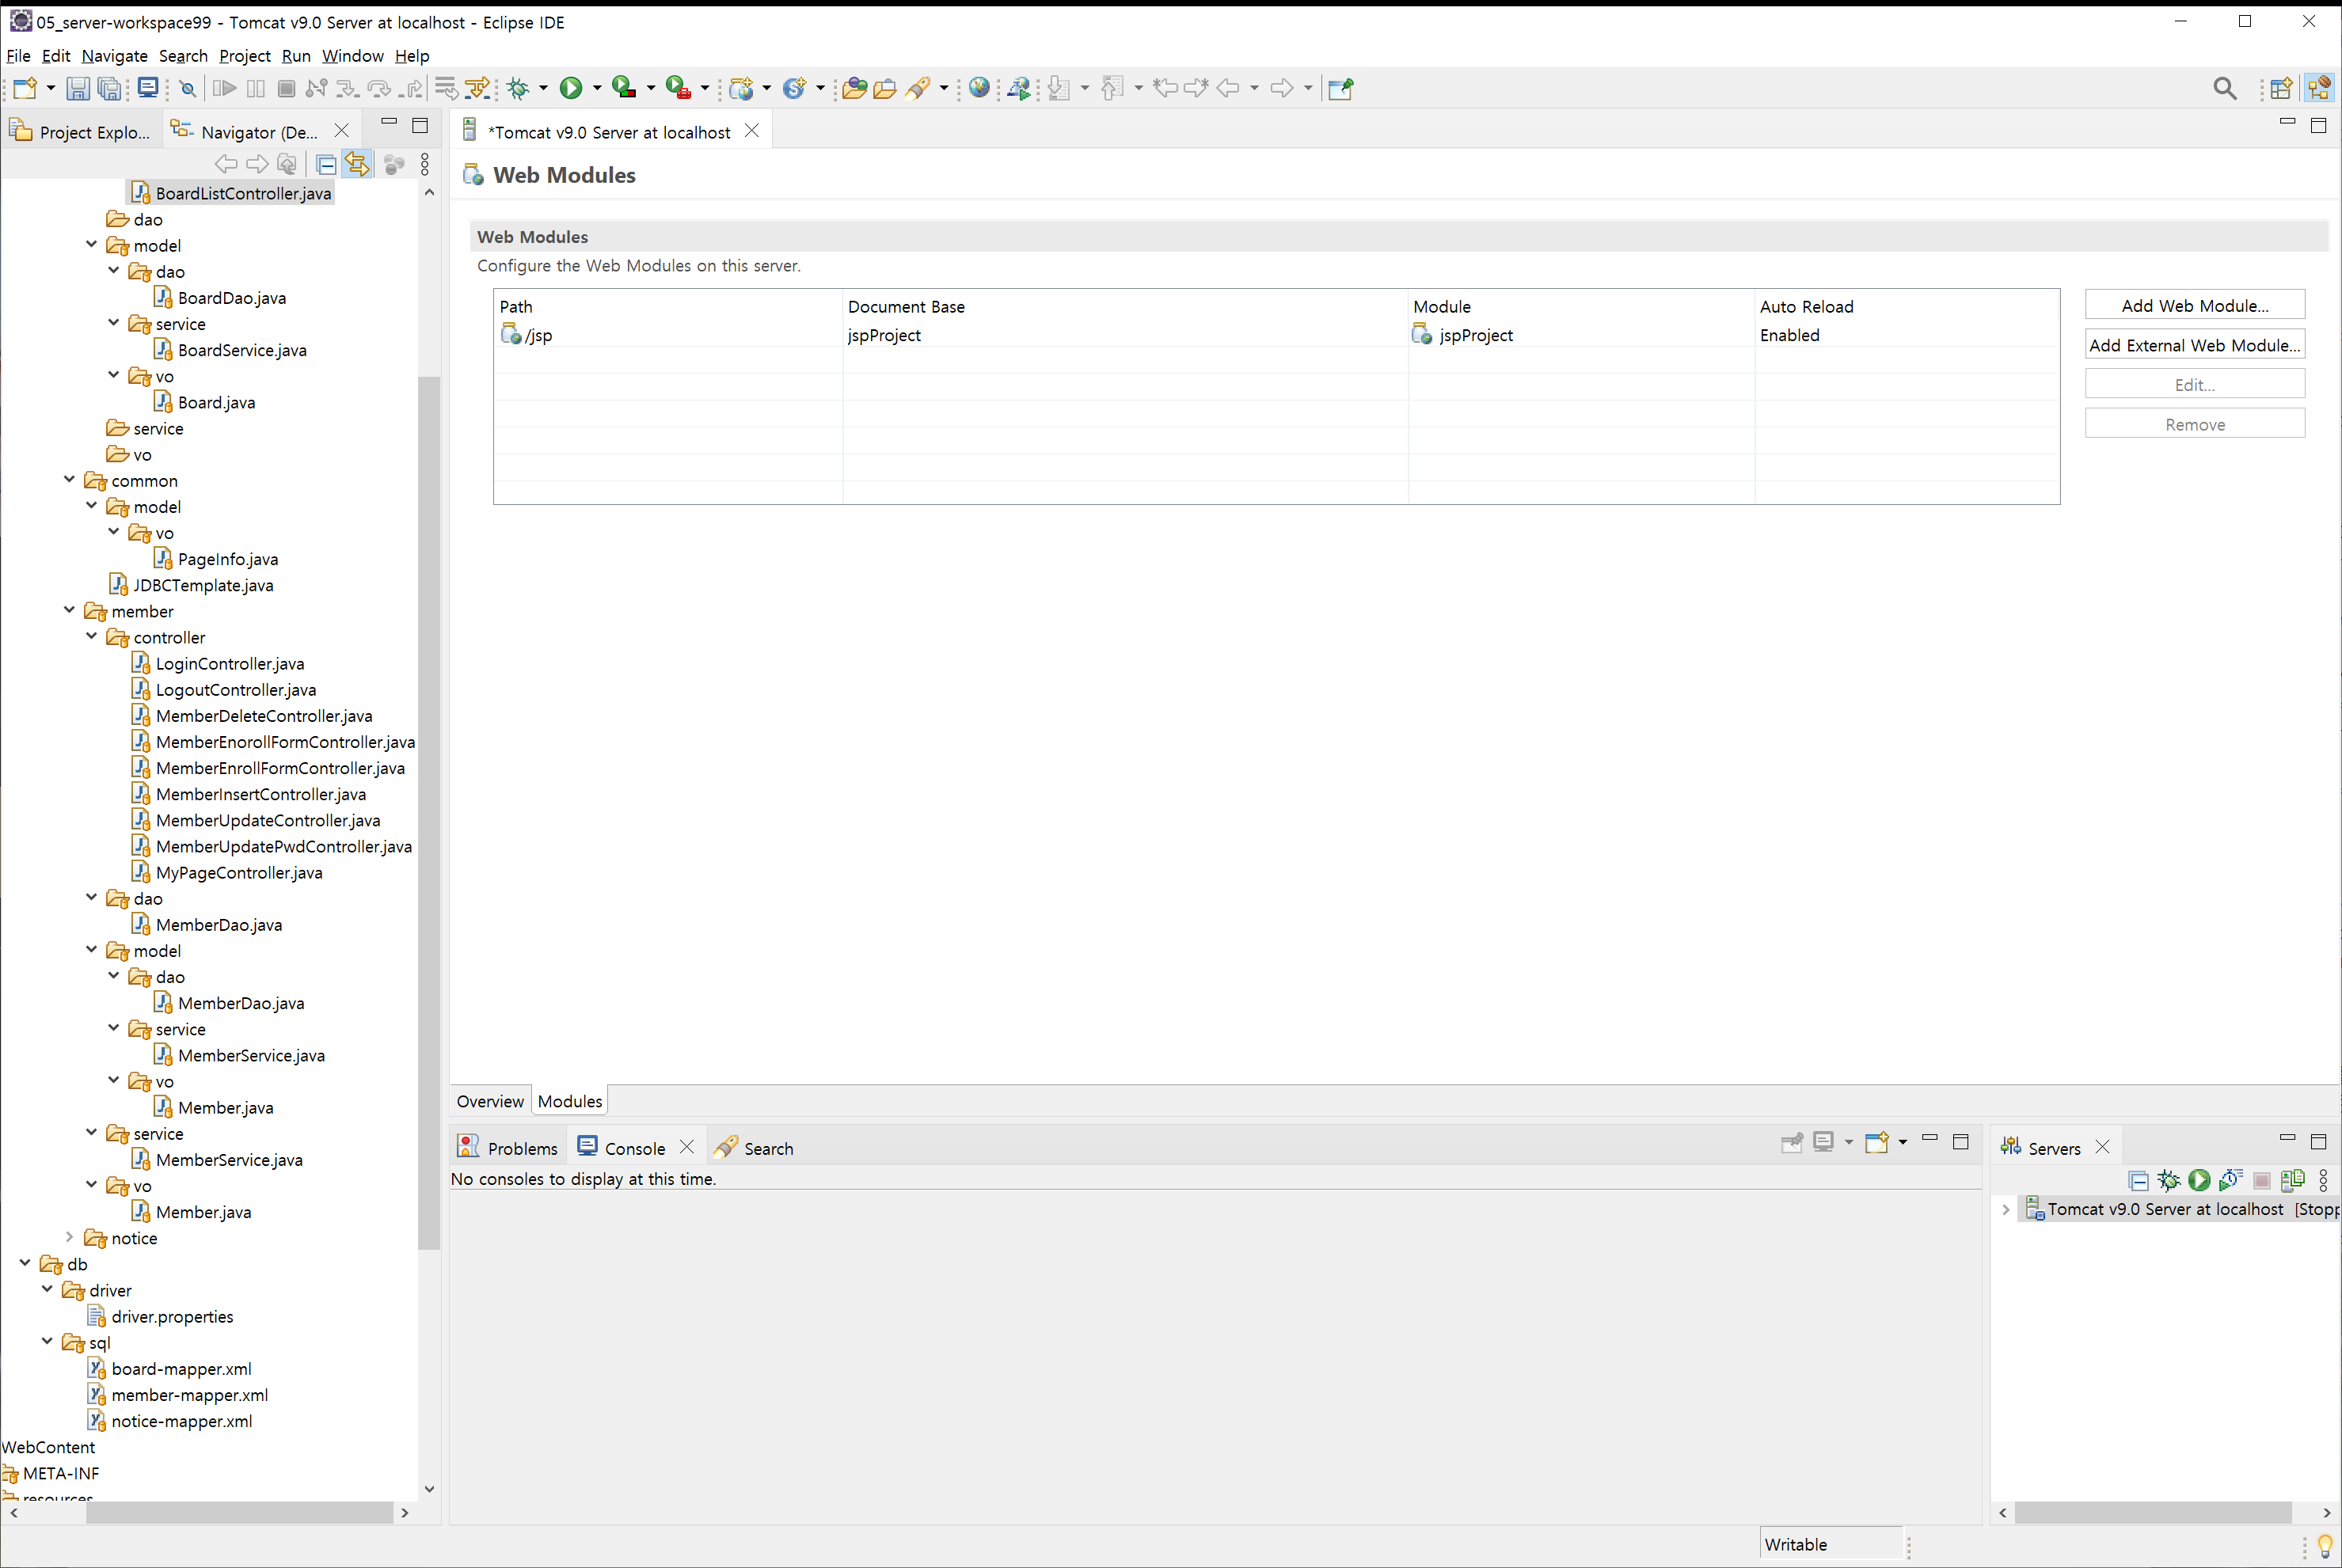 05_server-workspace99 - Tomcat v9.0 Server at localhost - Eclipse IDE
File Edit Navigate Search Project Run Window Help
Project Explo...
Navigator (De...
BoardListController.java
dao
model
dao
BoardDao.java
service
BoardService.java
vo
Board.java
service
vo
common
model
vo
PageInfo.java
JDBCTemplate.java
member
controller
LoginController.java
LogoutController.java
MemberDeleteController.java
MemberEnorollFormController.java
MemberEnrollFormController.java
MemberInsertController.java
MemberUpdateController.java
MemberUpdatePwdController.java
MyPageController.java
dao
MemberDao.java
model
dao
MemberDao.java
service
MemberService.java
vo
Member.java
service
MemberService.java
vo
Member.java
notice
db
driver
driver.properties
sql
board-mapper.xml
member-mapper.xml
notice-mapper.xml
WebContent
META-INF
resources
*Tomcat v9.0 Server at localhost
Web Modules
Web Modules
Configure the Web Modules on this server.
Path Document Base Module Auto Reload
/jsp jspProject jspProject Enabled
Add Web Module...
Add External Web Module...
Edit...
Remove
Overview Modules
Problems Console Search
No consoles to display at this time.
Servers
Tomcat v9.0 Server at localhost [Stopp
Writable